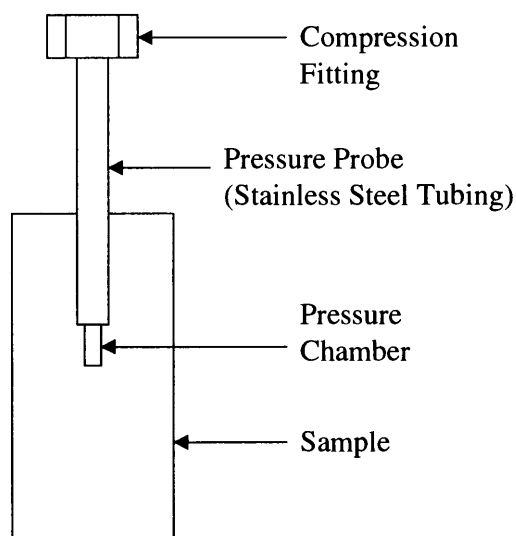 Compression
Fitting
Pressure Probe
(Stainless Steel Tubing)
Pressure
Chamber
Sample